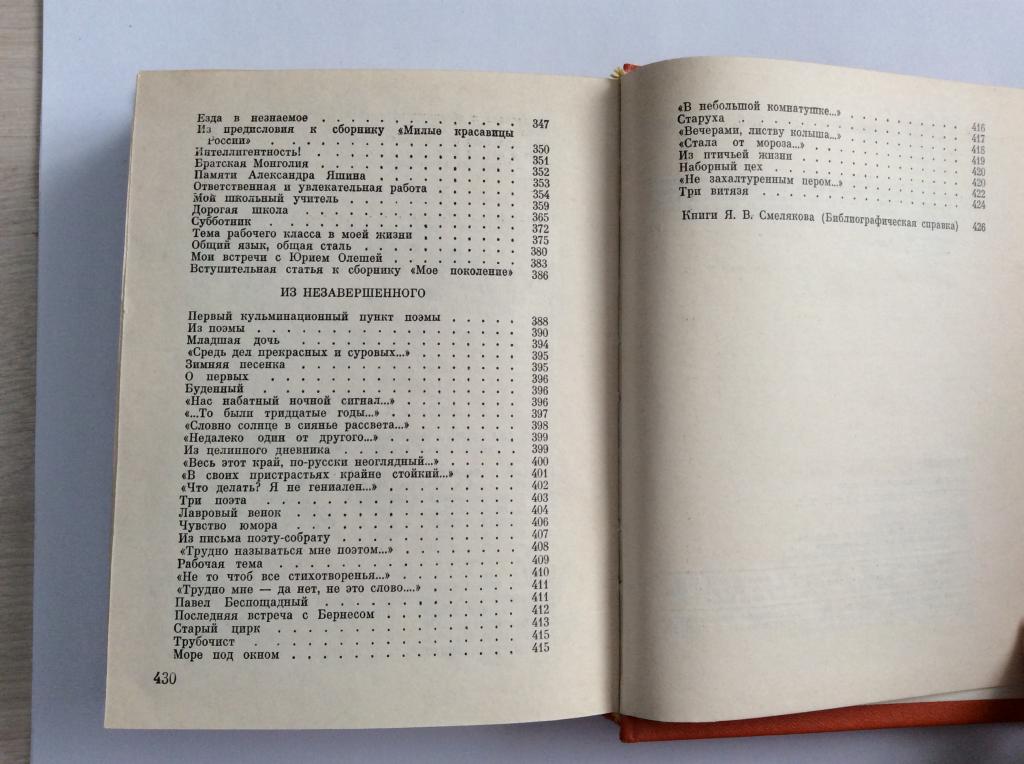 Езда в незнаемое . . . . . . . . . . 347
Из предисловия к сборнику «Милые красавицы
России» . . . . . . . . . . 350
Интеллигентность! . . . . . . . . . . 351
Братская Монголия . . . . . . . . . . 352
Памяти Александра Яшина . . . . . . . . 353
Ответственная и увлекательная работа . . . . . 354
Мой школьный учитель . . . . . . . . . 359
Дорогая школа . . . . . . . . . . 365
Субботник . . . . . . . . . . 372
Тема рабочего класса в моей жизни . . . . . . 375
Общий язык, общая сталь . . . . . . . . 380
Мои встречи с Юрием Олешей . . . . . . . 383
Вступительная статья к сборнику «Мое поколение» 386
ИЗ НЕЗАВЕРШЕННОГО
Первый кульминационный пункт поэмы . . . . . 388
Из поэмы . . . . . . . . . . 390
Младшая дочь . . . . . . . . . . 394
«Средь дел прекрасных и суровых...» . . . . . . 395
Зимняя песенка . . . . . . . . . . 395
О первых . . . . . . . . . . 396
Буденный . . . . . . . . . . 396
«Нас набатный ночной сигнал...» . . . . . . . 396
«...То были тридцатые годы...» . . . . . . . 397
«Словно солнце в сиянье рассвета...» . . . . . . 398
«Недалеко один от другого...» . . . . . . . 399
Из целинного дневника . . . . . . . . . 399
«Весь этот край, по-русски неоглядный...» . . . . . 400
«В своих пристрастьях крайне стойкий...» . . . . 401
«Что делать? Я не гениален...» . . . . . . . 402
Три поэта . . . . . . . . . . 403
Лавровый венок . . . . . . . . . . 404
Чувство юмора . . . . . . . . . . 406
Из письма поэту-собрату . . . . . . . . . 407
«Трудно называться мне поэтом...» . . . . . . 408
Рабочая тема . . . . . . . . . . 409
«Не то чтоб все стихотворенья...» . . . . . . . 410
«Трудно мне — да нет, не это слово....» . . . . . 411
Павел Беспощадный . . . . . . . . . . 411
Последняя встреча с Бернесом . . . . . . . 412
Старый цирк . . . . . . . . . . 413
Трубочист . . . . . . . . . . 415
Море под окном . . . . . . . . . . 415
430
«В небольшой комнатушке...» . . . . . . . 416
Старуха . . . . . . . . . . 417
«Вечерами, листву колыша...» . . . . . . . 418
«Стала от мороза...» . . . . . . . . . 419
Из птичьей жизни . . . . . . . . . . 420
Наборный цех . . . . . . . . . . 420
«Не захалтуренным пером...» . . . . . . . 422
Три витязя . . . . . . . . . . 424
Книги Я. В. Смелякова (Библиографическая справка) 426